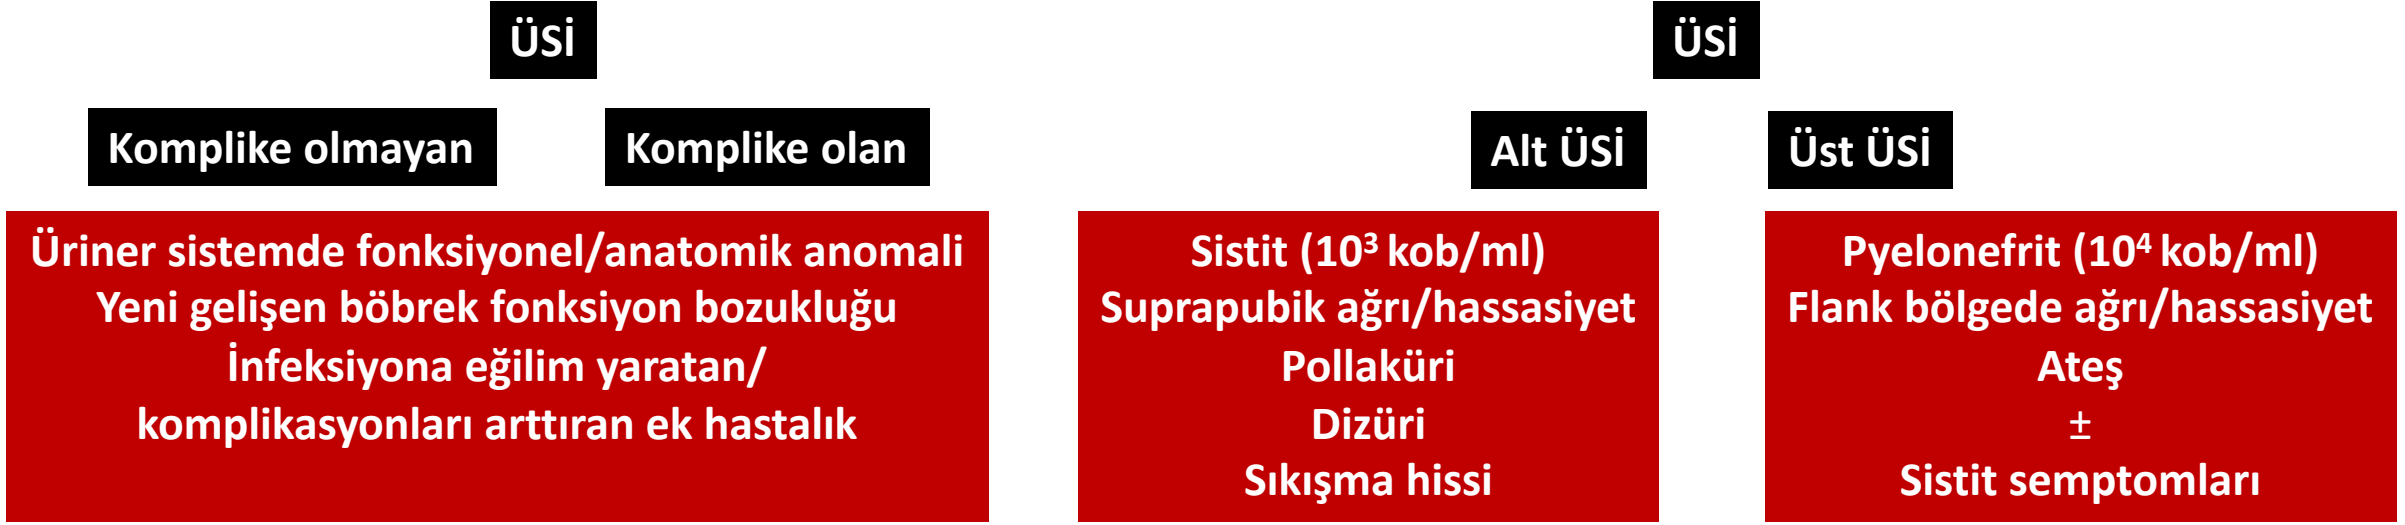 ÜSİ
Komplike olmayan
Komplike olan
Üriner sistemde fonksiyonel/anatomik anomali
Yeni gelişen böbrek fonksiyon bozukluğu
İnfeksiyona eğilim yaratan/
komplikasyonları arttıran ek hastalık
ÜSİ
Alt ÜSİ
Üst ÜSİ
Sistit (10³ kob/ml)
Suprapubik ağrı/hassasiyet
Pollaküri
Dizüri
Sıkışma hissi
Pyelonefrit (10⁴ kob/ml)
Flank bölgede ağrı/hassasiyet
Ateş
±
Sistit semptomları